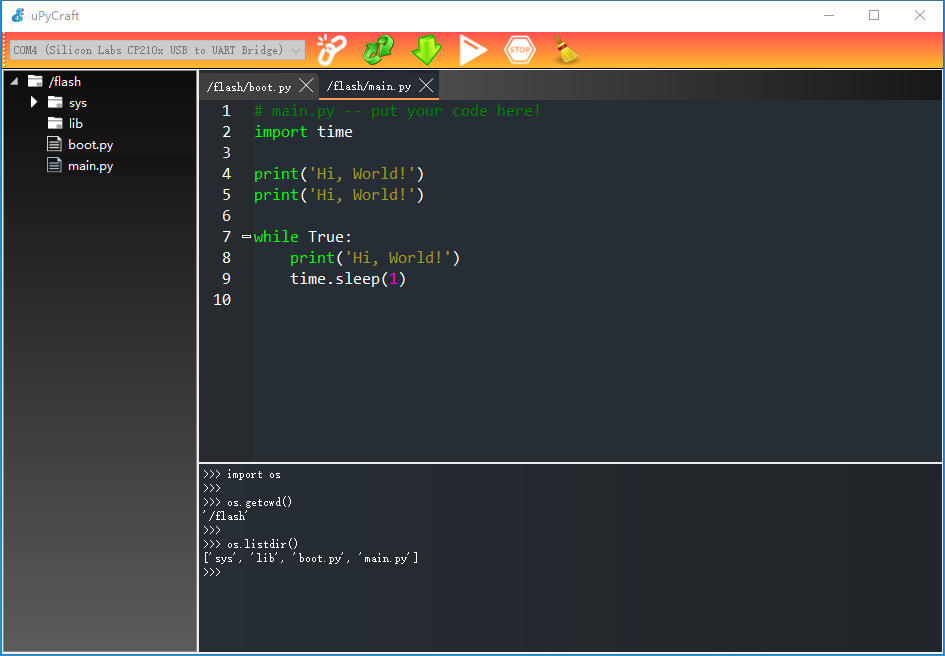 uPyCraft
COM4 (Silicon Labs CP210x USB to UART Bridge)
STOP
/flash
sys
lib
boot.py
main.py
/flash/boot.py
/flash/main.py
1 # main.py -- put your code here!
2 import time
3
4 print('Hi, World!')
5 print('Hi, World!')
6
7 while True:
8     print('Hi, World!')
9     time.sleep(1)
10
>>> import os
>>>
>>> os.getcwd()
'/flash'
>>>
>>> os.listdir()
['sys', 'lib', 'boot.py', 'main.py']
>>>